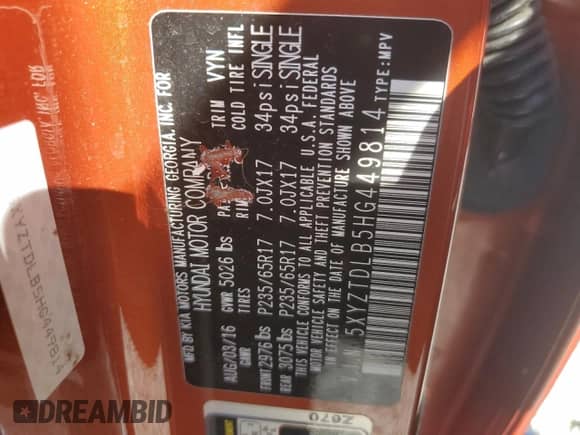 MFD BY KIA MOTORS MANUFACTURING GEORGIA, INC. FOR
HYUNDAI MOTOR COMPANY
AUG/03/16 GVWR 5026 lbs TRIM VYN
GAWR TIRES RIMS COLD TIRE INFL
FRONT 2976 lbs P235/65R17 7.0JX17 34psi SINGLE
REAR 3075 lbs P235/65R17 7.0JX17 34psi SINGLE
THIS VEHICLE CONFORMS TO ALL APPLICABLE U.S.A. FEDERAL
MOTOR VEHICLE SAFETY AND THEFT PREVENTION STANDARDS
IN EFFECT ON THE DATE OF MANUFACTURE SHOWN ABOVE
5XYZTDLB5HG449814 TYPE:MPV
XYZTDLB5HG449814
Z070
DREAMBID